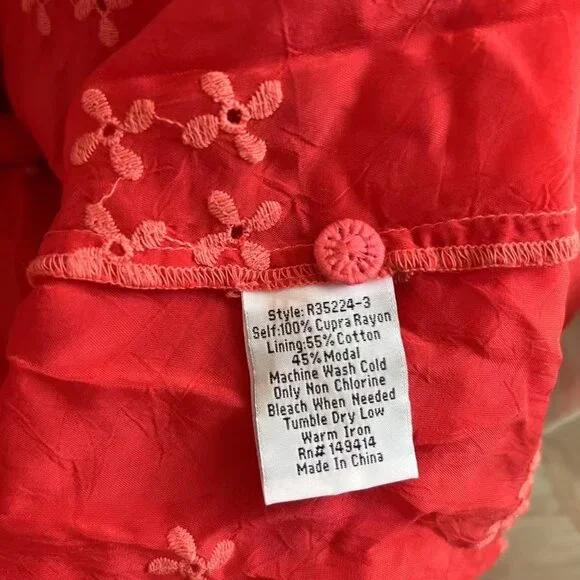 Style: R35224-3
Self:100% Cupra Rayon
Lining:55% Cotton
45% Modal
Machine Wash Cold
Only Non Chlorine
Bleach When Needed
Tumble Dry Low
Warm Iron
Rn# 149414
Made In China